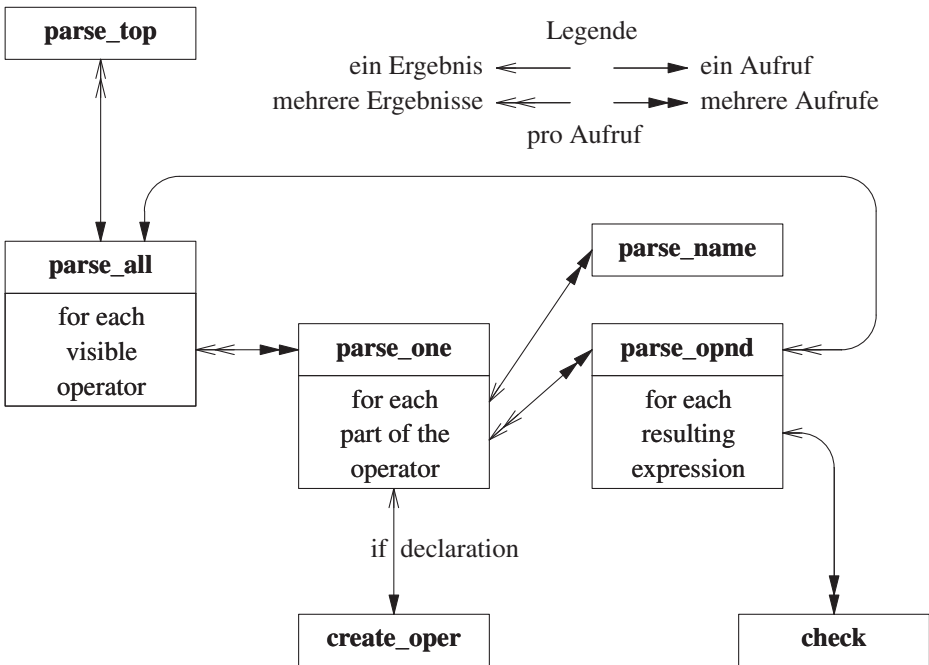 parse_top
Legende
ein Ergebnis
ein Aufruf
mehrere Ergebnisse
mehrere Aufrufe
pro Aufruf
parse_all
for each
visible
operator
parse_name
parse_one
for each
part of the
operator
parse_opnd
for each
resulting
expression
if declaration
create_oper
check